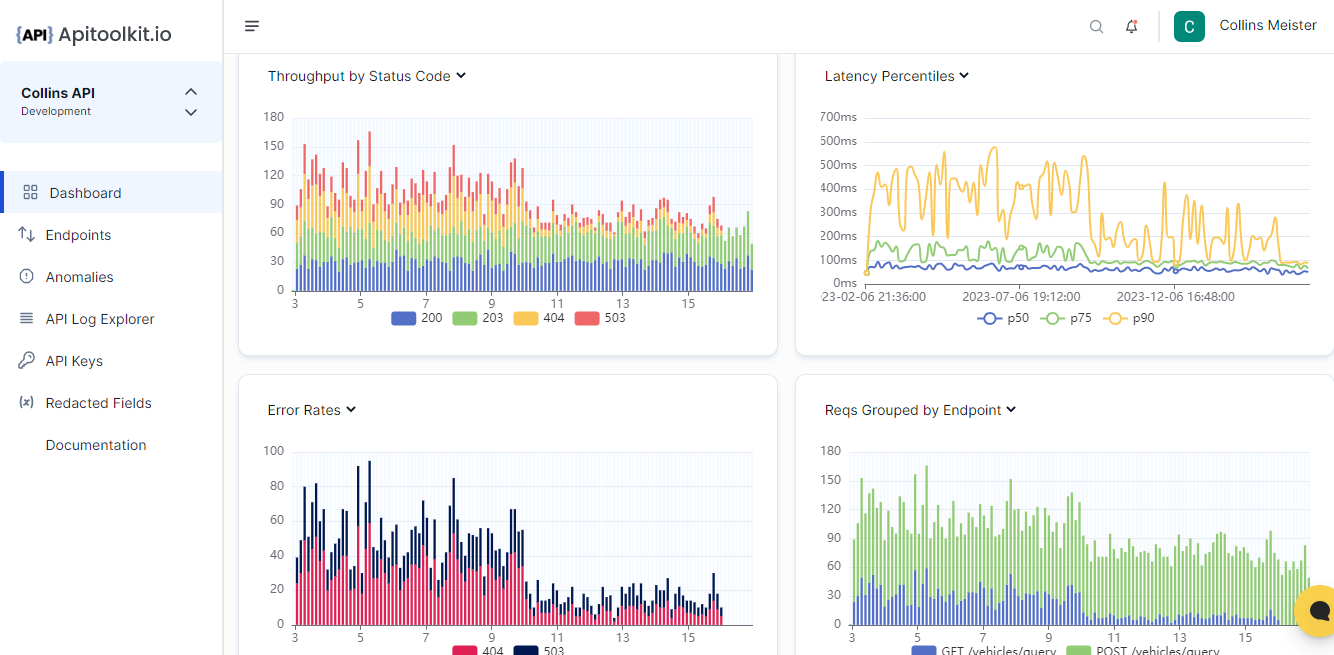 {API} Apitoolkit.io
C
Collins Meister
Collins API
Development
Dashboard
Endpoints
Anomalies
API Log Explorer
API Keys
Redacted Fields
Documentation
Throughput by Status Code
180
150
120
90
60
30
0
3 5 7 9 11 13 15
200 203 404 503
Latency Percentiles
700ms
600ms
500ms
400ms
300ms
200ms
100ms
0ms
23-02-06 21:36:00 2023-07-06 19:12:00 2023-12-06 16:48:00
p50 p75 p90
Error Rates
100
80
60
40
20
0
3 5 7 9 11 13 15
404 503
Reqs Grouped by Endpoint
180
150
120
90
60
30
0
3 5 7 9 11 13 15
GET /vehicles/query POST /vehicles/query